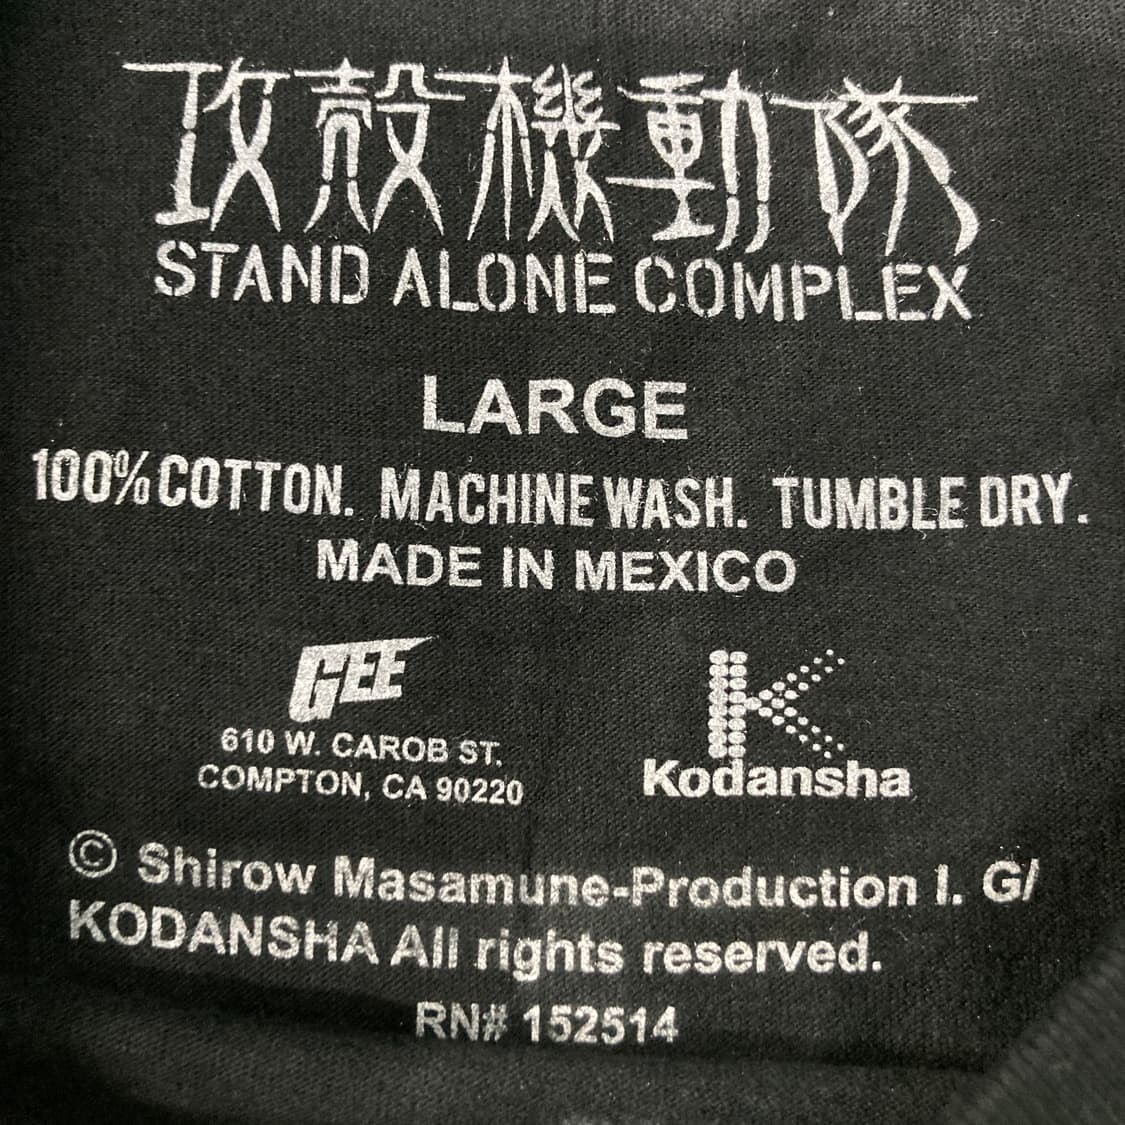 攻殻機動隊
STAND ALONE COMPLEX
LARGE
100% COTTON. MACHINE WASH. TUMBLE DRY.
MADE IN MEXICO
GEE
610 W. CAROB ST.
COMPTON, CA 90220
K
Kodansha
© Shirow Masamune-Production I. G/
KODANSHA All rights reserved.
RN# 152514